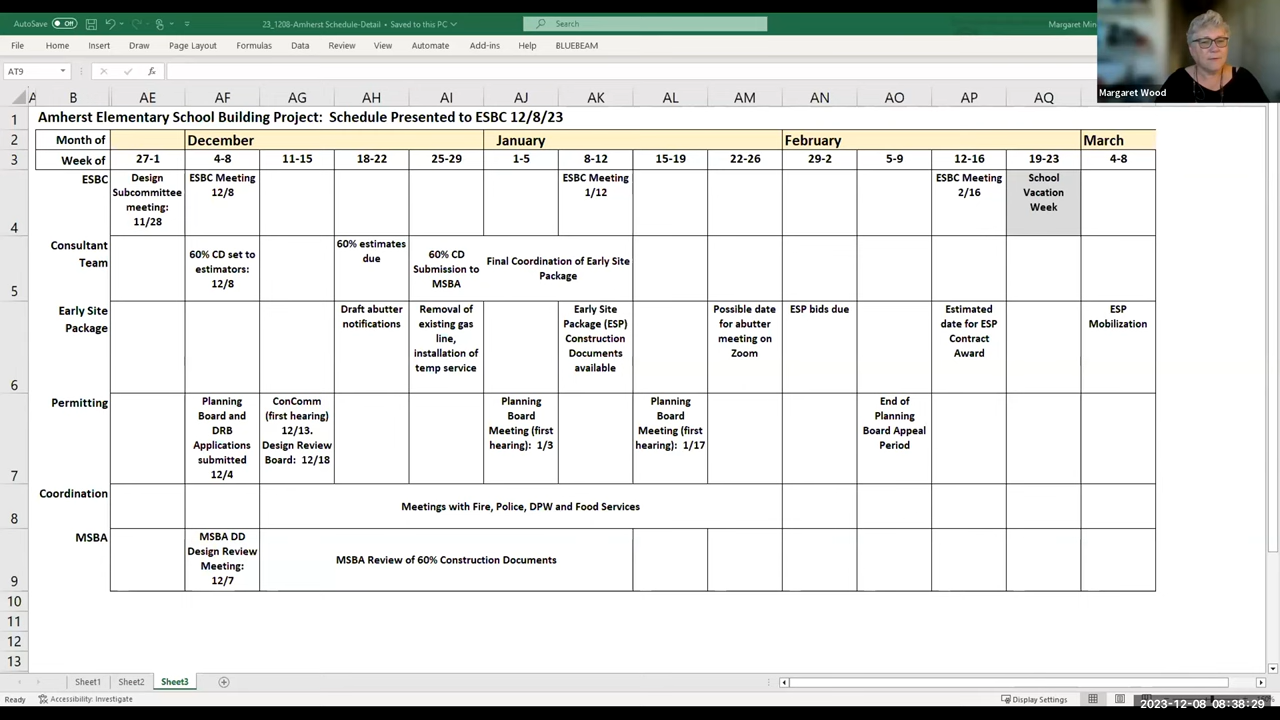 AutoSave Off 23_1208-Amherst Schedule-Detail • Saved to this PC Search Margaret Min
File Home Insert Draw Page Layout Formulas Data Review View Automate Add-ins Help BLUEBEAM
AT9 fx
Margaret Wood
A B AE AF AG AH AI AJ AK AL AM AN AO AP AQ
1 Amherst Elementary School Building Project: Schedule Presented to ESBC 12/8/23
2 Month of December January February March
3 Week of 27-1 4-8 11-15 18-22 25-29 1-5 8-12 15-19 22-26 29-2 5-9 12-16 19-23 4-8
4
ESBC
Design
Subcommittee
meeting:
11/28
ESBC Meeting
12/8
ESBC Meeting
1/12
ESBC Meeting
2/16
School
Vacation
Week
5
Consultant
Team
60% CD set to
estimators:
12/8
60% estimates
due
60% CD
Submission to
MSBA
Final Coordination of Early Site
Package
6
Early Site
Package
Draft abutter
notifications
Removal of
existing gas
line,
installation of
temp service
Early Site
Package (ESP)
Construction
Documents
available
Possible date
for abutter
meeting on
Zoom
ESP bids due
Estimated
date for ESP
Contract
Award
ESP
Mobilization
7
Permitting
Planning
Board and
DRB
Applications
submitted
12/4
ConComm
(first hearing)
12/13.
Design Review
Board: 12/18
Planning
Board
Meeting (first
hearing): 1/3
Planning
Board
Meeting (first
hearing): 1/17
End of
Planning
Board Appeal
Period
8
Coordination
Meetings with Fire, Police, DPW and Food Services
9
MSBA
MSBA DD
Design Review
Meeting:
12/7
MSBA Review of 60% Construction Documents
10
11
12
13
Sheet1 Sheet2 Sheet3
Ready Accessibility: Investigate Display Settings
2023-12-08 08:38:29